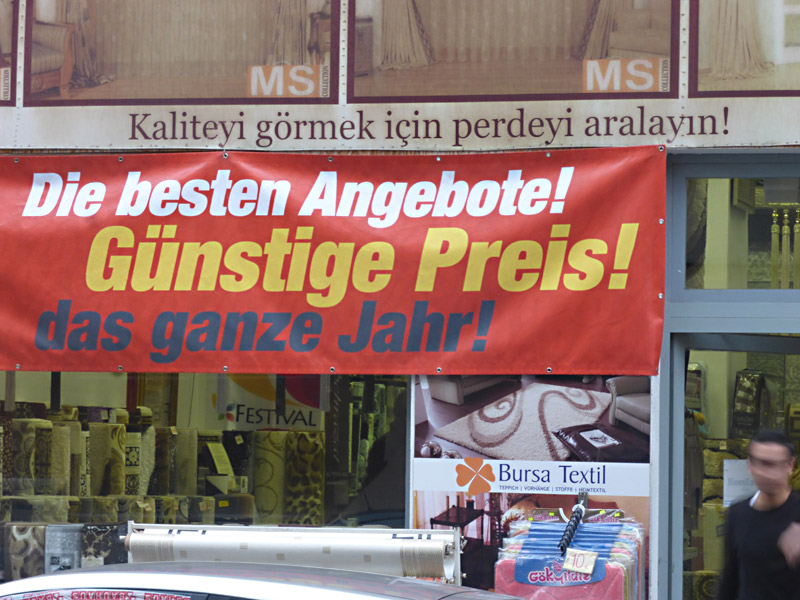 MS
MS
Kaliteyi görmek için perdeyi aralayın!
Die besten Angebote!
Günstige Preis!
das ganze Jahr!
FESTIVAL
Bursa Textil
TEPPICH | VORHÄNGE | STOFFE | HEIMTEXTIL
10
Gökyıldız